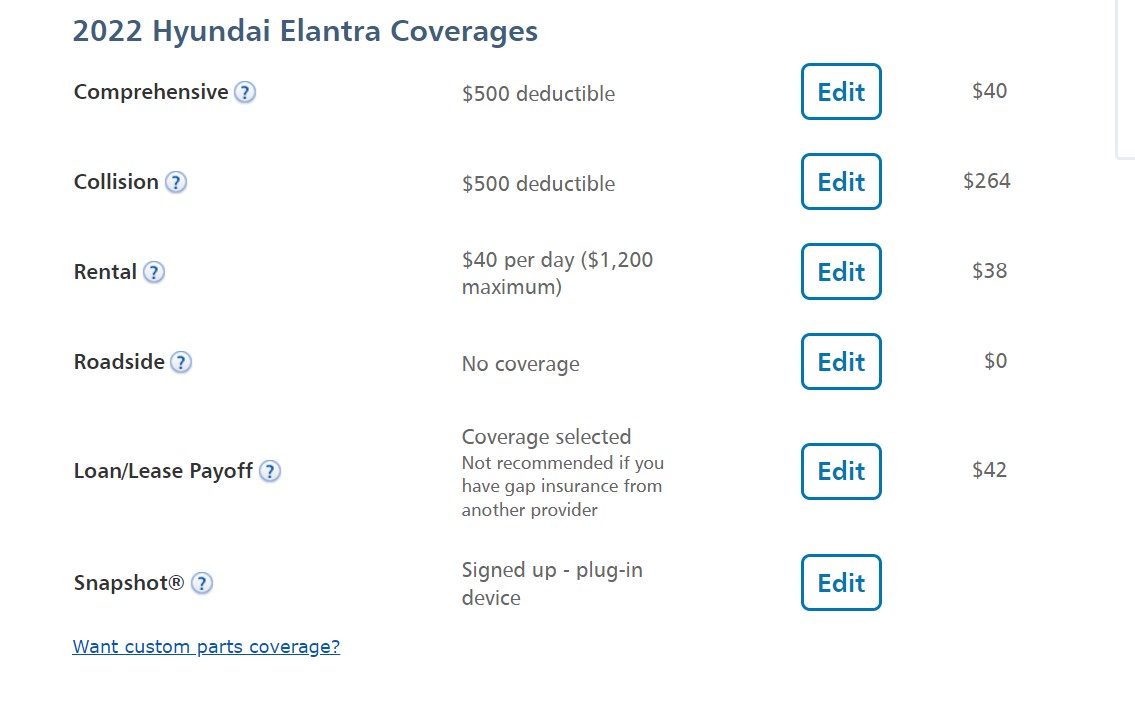 2022 Hyundai Elantra Coverages
Comprehensive ? $500 deductible Edit $40
Collision ? $500 deductible Edit $264
Rental ? $40 per day ($1,200 maximum) Edit $38
Roadside ? No coverage Edit $0
Loan/Lease Payoff ? Coverage selected
Not recommended if you
have gap insurance from
another provider Edit $42
Snapshot® ? Signed up - plug-in
device Edit
Want custom parts coverage?